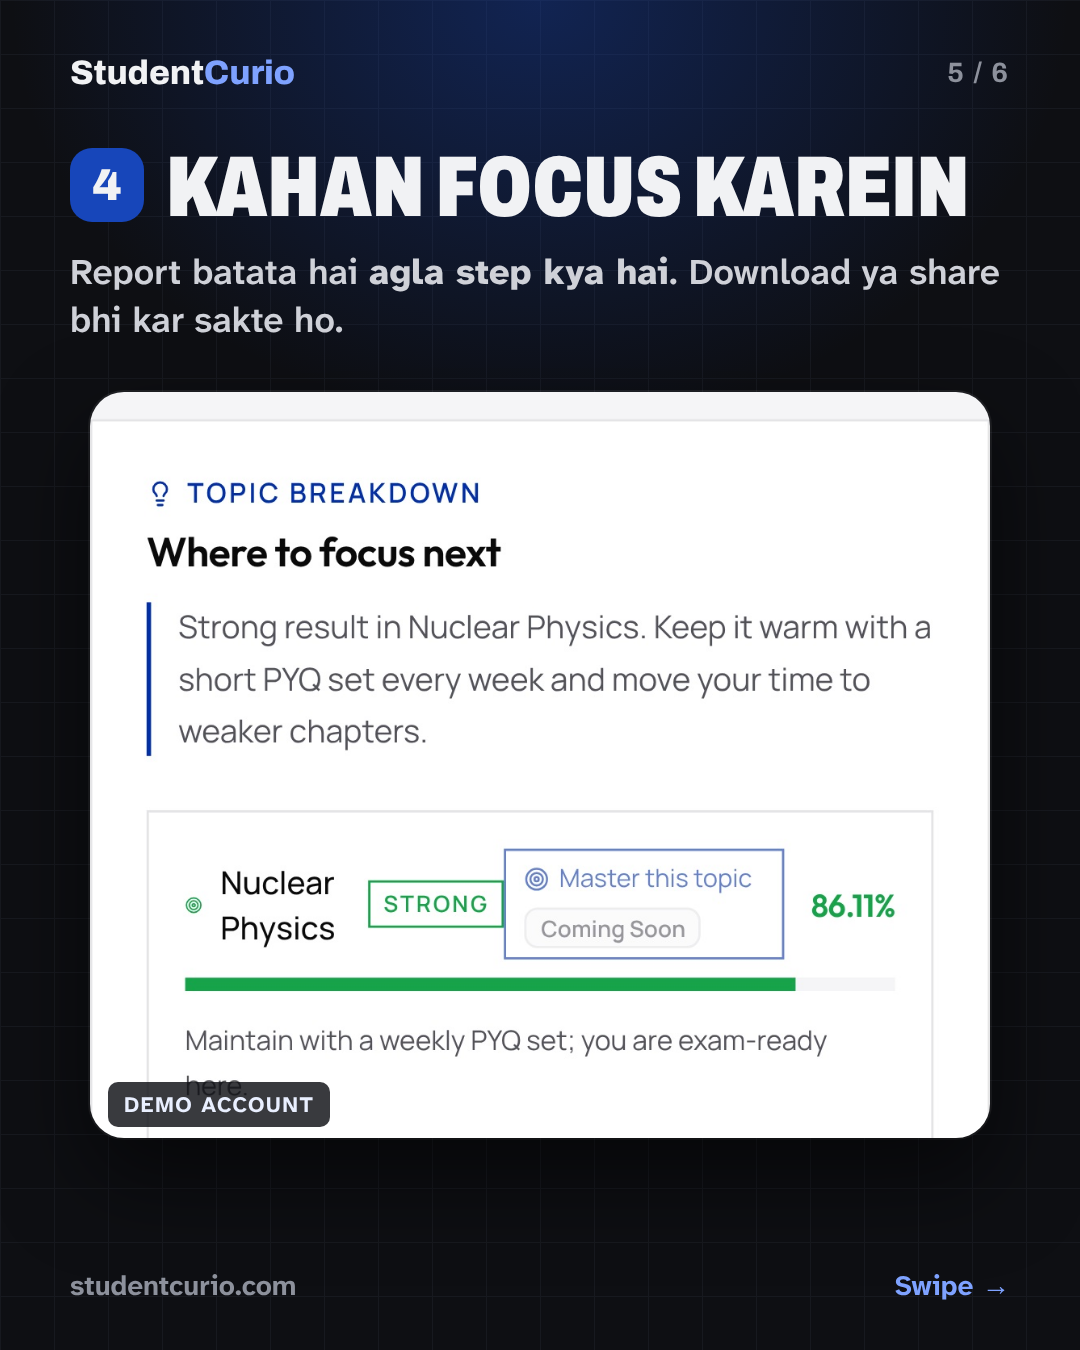 StudentCurio
5 / 6
4 KAHAN FOCUS KAREIN
Report batata hai agla step kya hai. Download ya share
bhi kar sakte ho.
TOPIC BREAKDOWN
Where to focus next
Strong result in Nuclear Physics. Keep it warm with a
short PYQ set every week and move your time to
weaker chapters.
Nuclear
Physics
STRONG
Master this topic
Coming Soon
86.11%
Maintain with a weekly PYQ set; you are exam-ready
here.
DEMO ACCOUNT
studentcurio.com
Swipe →